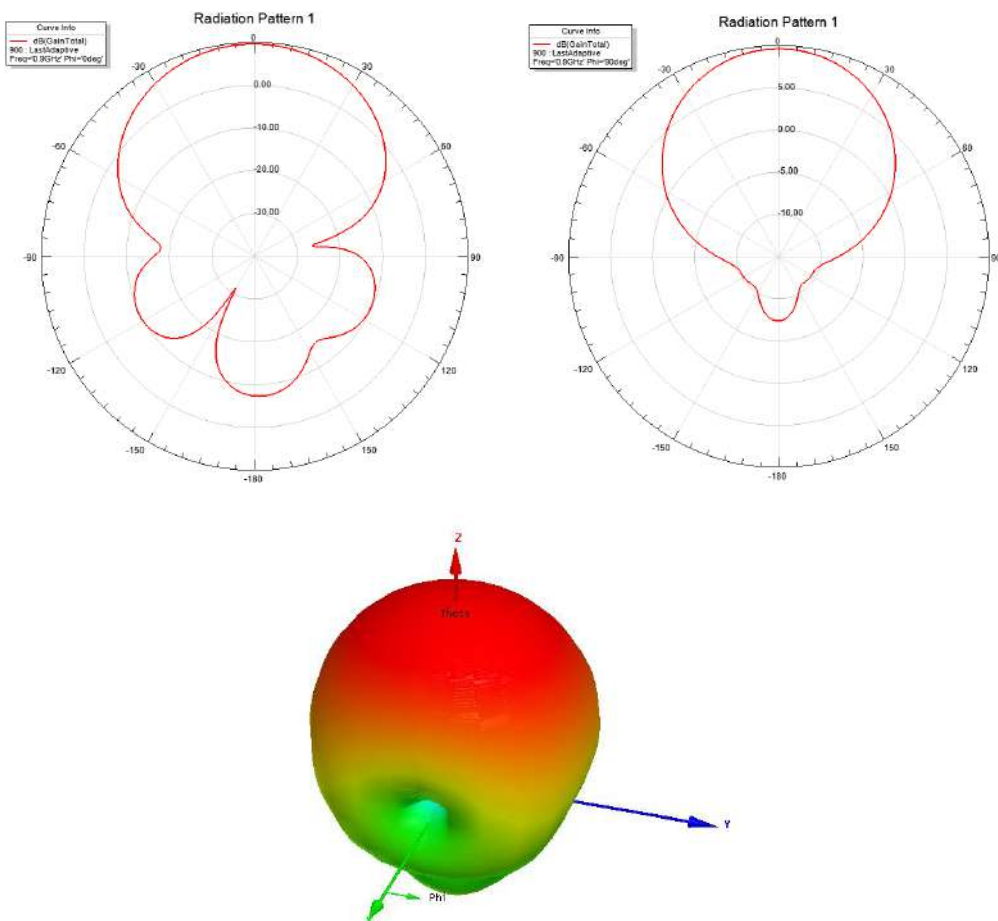 Radiation Pattern 1
Curve Info
dB(GainTotal)
900 : LastAdaptive
Freq='0.9GHz' Phi='0deg'
0
30
60
90
120
150
-180
-150
-120
-90
-60
-30
0.00
-10.00
-20.00
-30.00
Radiation Pattern 1
Curve Info
dB(GainTotal)
900 : LastAdaptive
Freq='0.9GHz' Phi='90deg'
0
30
60
90
120
150
-180
-150
-120
-90
-60
-30
5.00
0.00
-5.00
-10.00
Z
Theta
Y
Phi